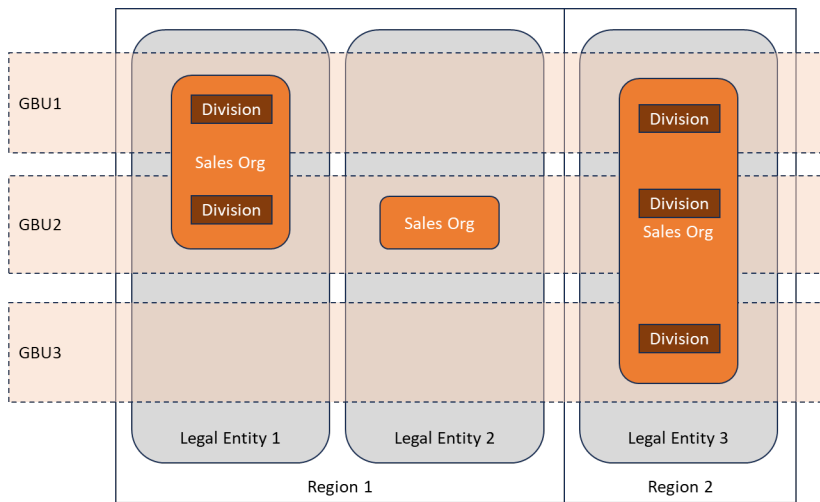 GBU1
Division
Sales Org
Division
Division
GBU2
Sales Org
Division
Sales Org
GBU3
Division
Legal Entity 1
Legal Entity 2
Legal Entity 3
Region 1
Region 2